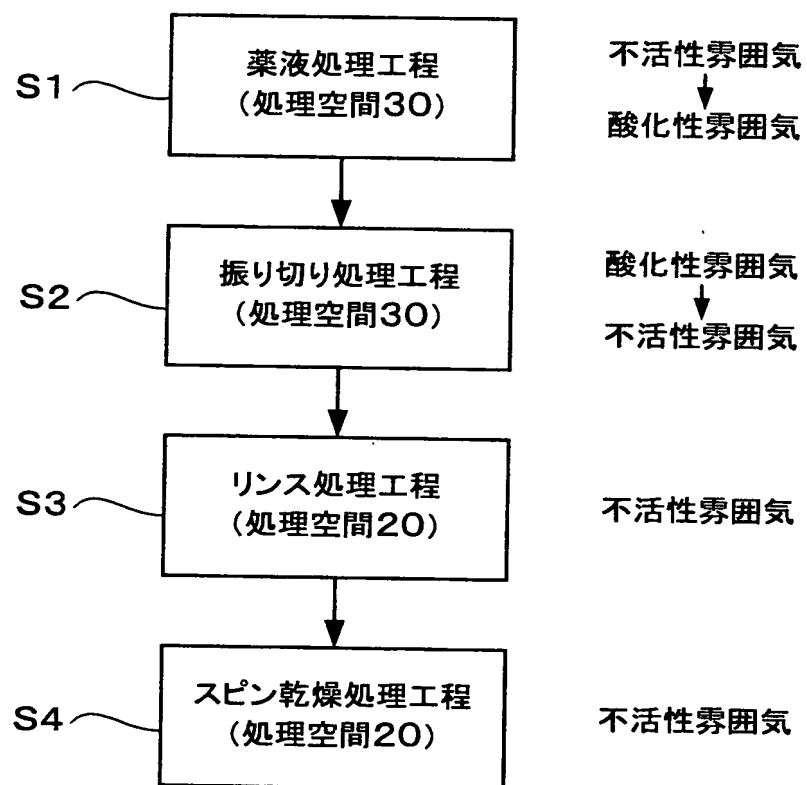 S1
薬液処理工程
(処理空間30)
不活性雰囲気
酸化性雰囲気
S2
振り切り処理工程
(処理空間30)
酸化性雰囲気
不活性雰囲気
S3
リンス処理工程
(処理空間20)
不活性雰囲気
S4
スピン乾燥処理工程
(処理空間20)
不活性雰囲気